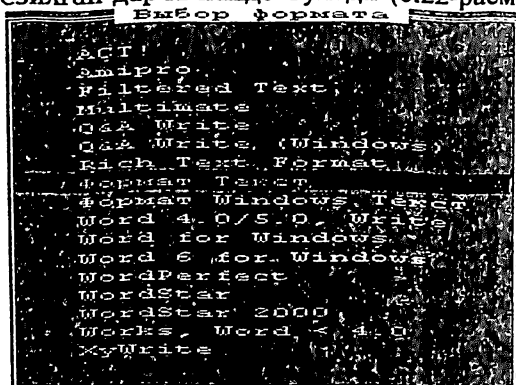 Выбор формата
ACT!
Amipro
Filtered Text
Multimate
Q&A Write
Q&A Write (Windows)
Rich Text Format
Формат Текст
Формат Windows Текст
Word 4.0/5.0, Write
Word for Windows
Word 6 for Windows
WordPerfect
WordStar
WordStar 2000
Works, Word < 4.0
XyWrite